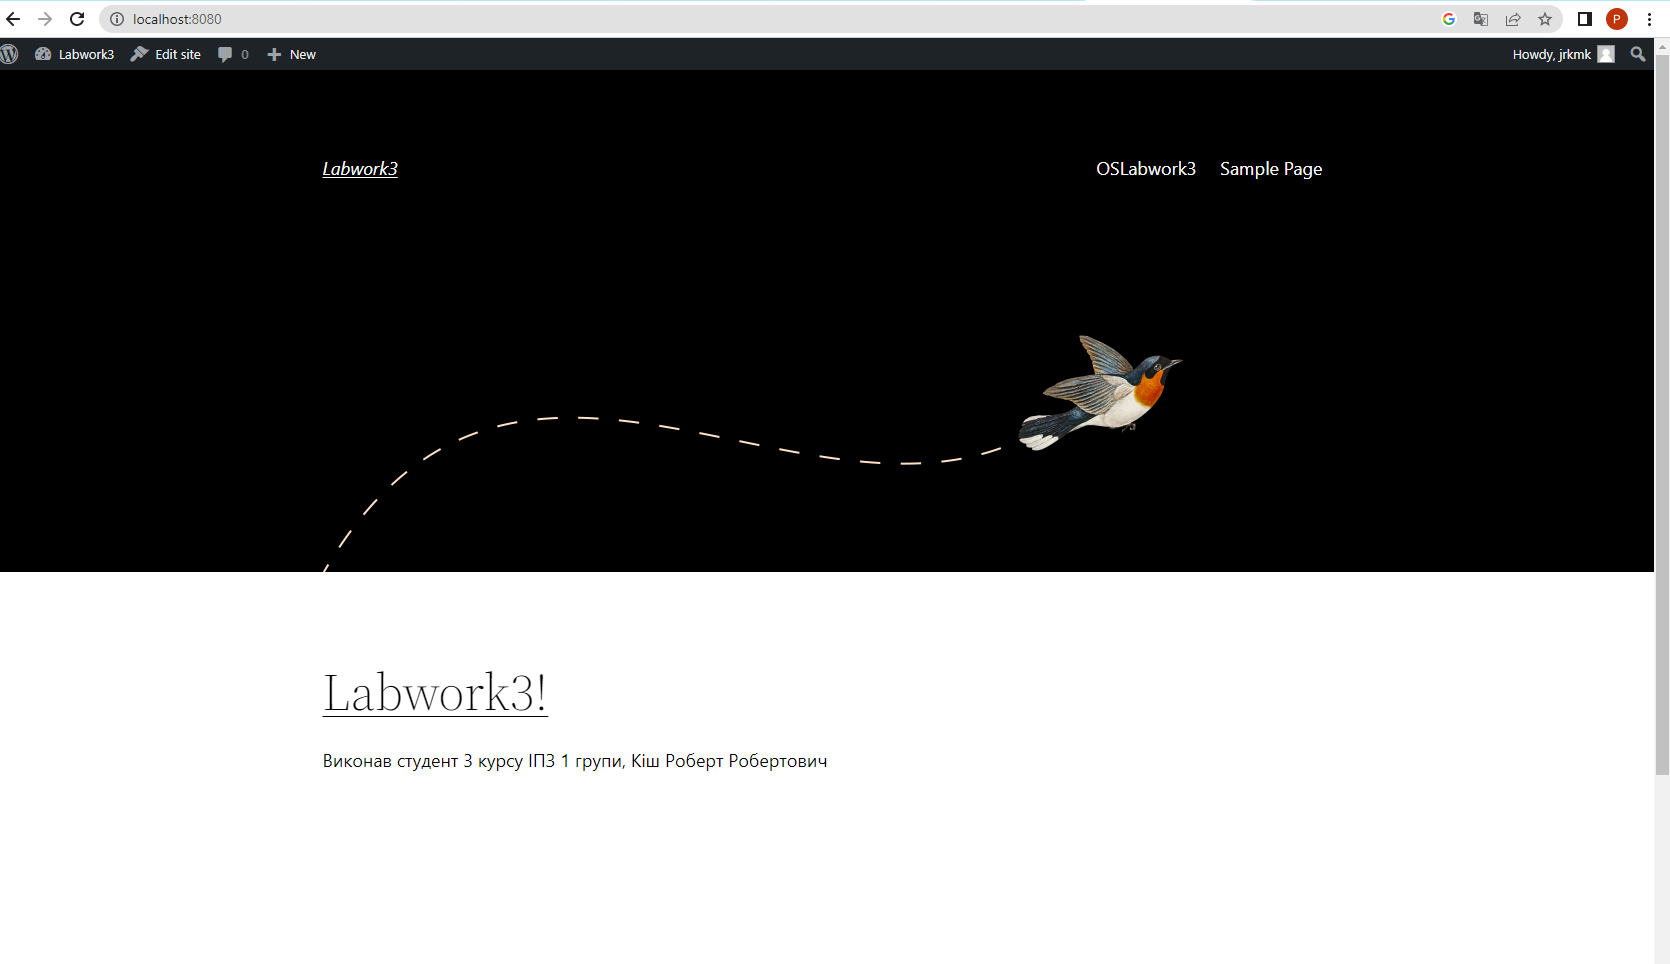 localhost:8080
P
Labwork3 Edit site 0 New Howdy, jrkmk
Labwork3 OSLabwork3 Sample Page
Labwork3!
Виконав студент 3 курсу ІПЗ 1 групи, Кіш Роберт Робертович